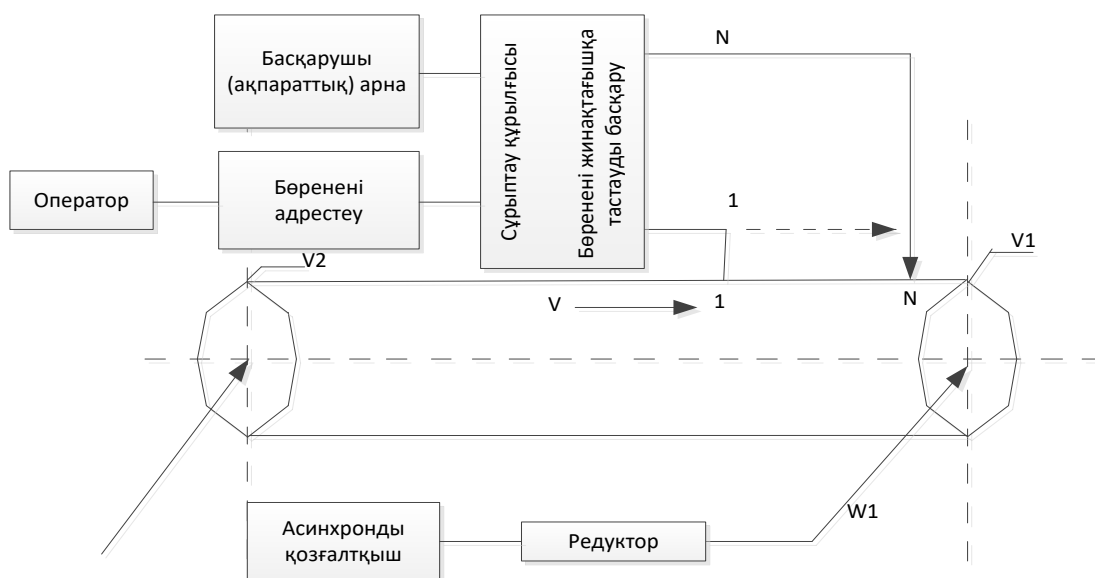 Басқарушы
(ақпараттық) арна
Сұрыптау құрылғысы
Бөренені жинақтағышқа
тастауды басқару
N
Оператор
Бөренені
адрестеу
1
V2
V1
V
1
N
Асинхронды
қозғалтқыш
Редуктор
W1